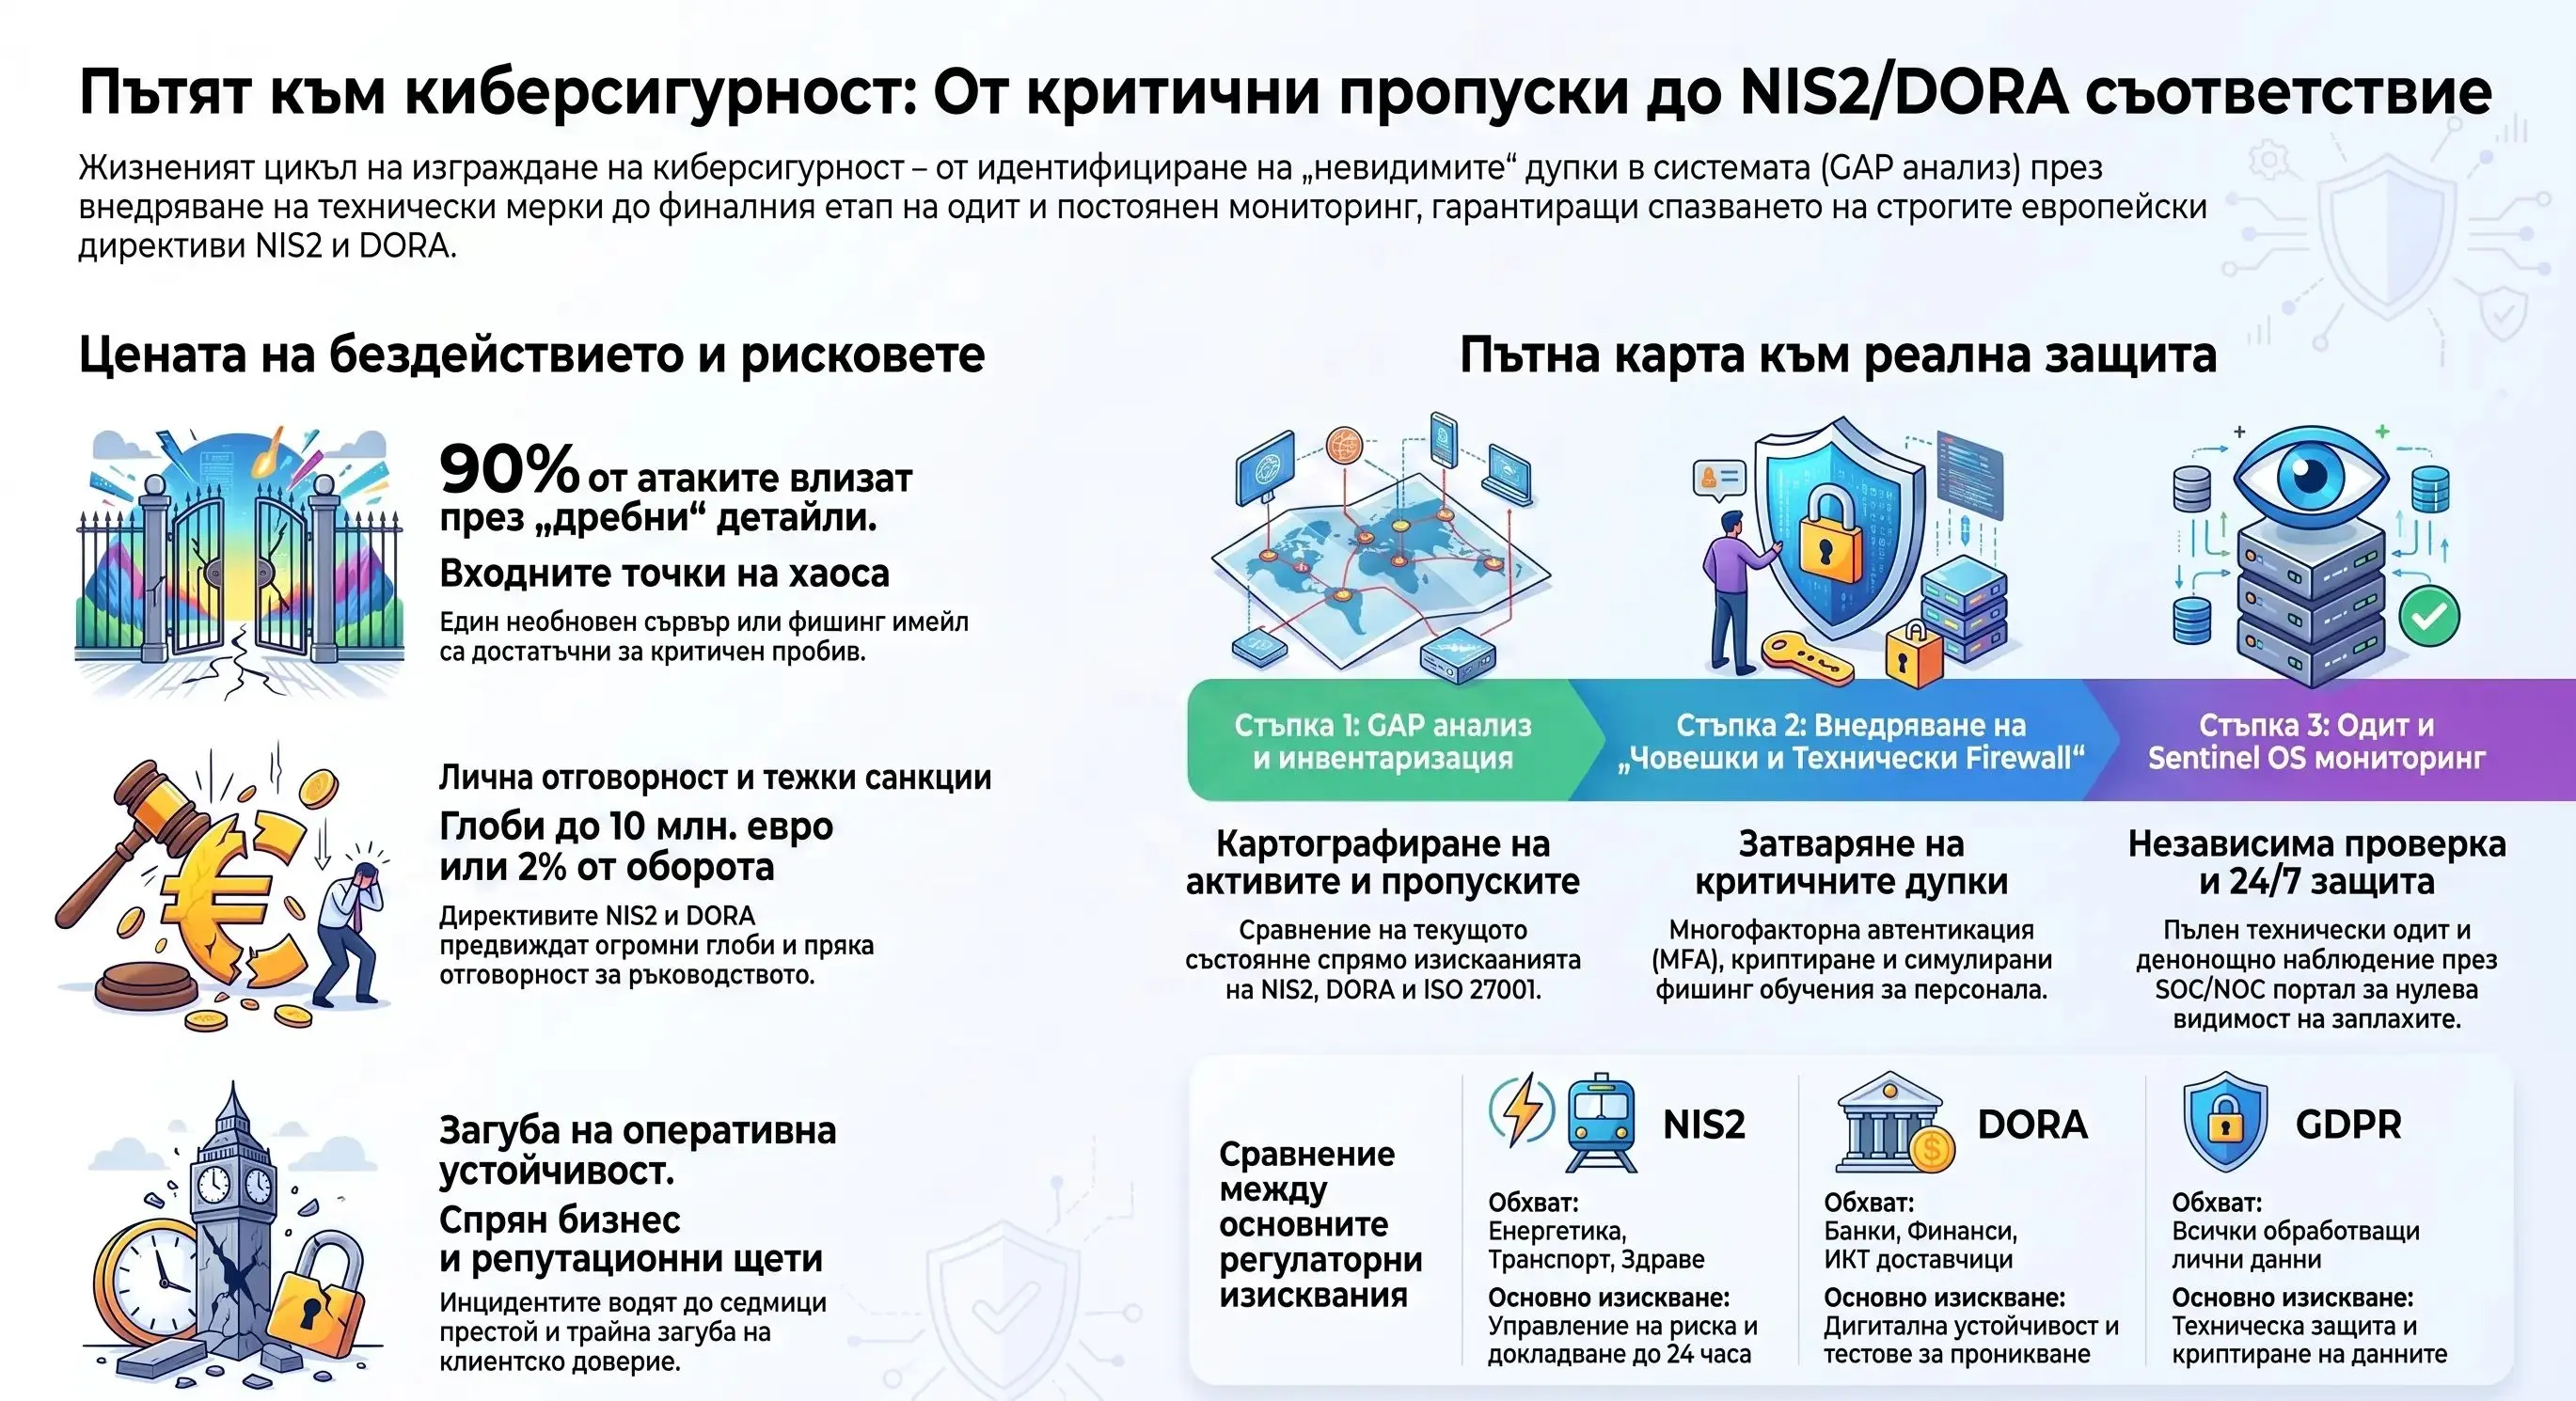 Пътят към киберсигурност: От критични пропуски до NIS2/DORA съответствие
Жизненият цикъл на изграждане на киберсигурност – от идентифициране на „невидимите“ дупки в системата (GAP анализ) през
внедряване на технически мерки до финалния етап на одит и постоянен мониторинг, гарантиращи спазването на строгите европейски
директиви NIS2 и DORA.
Цената на бездействието и рисковете
90% от атаките влизат
през „дребни“ детайли.
Входните точки на хаоса
Един необновен сървър или фишинг имейл
са достатъчни за критичен пробив.
Лична отговорност и тежки санкции
Глоби до 10 млн. евро
или 2% от оборота
Директивите NIS2 и DORA
предвиждат огромни глоби и пряка
отговорност за ръководството.
Загуба на оперативна
устойчивост.
Спрян бизнес
и репутационни щети
Инцидентите водят до седмици
престой и трайна загуба на
клиентско доверие.
Пътна карта към реална защита
Стъпка 1: GAP анализ
и инвентаризация
Картографиране на
активите и пропуските
Сравнение на текущото
състоянне спрямо изискаанията
на NIS2, DORA и ISO 27001.
Стъпка 2: Внедряване на
„Човешки и Технически Firewall“
Затваряне на
критичните дупки
Многофакторна автентикация
(MFA), криптиране и симулирани
фишинг обучения за персонала.
Стъпка 3: Одит и
Sentinel OS мониторинг
Независима проверка
и 24/7 защита
Пълен технически одит и
денонощно наблюдение през
SOC/NOC портал за нулева
видимост на заплахите.
Сравнение
между
основните
регулаторни
изисквания
NIS2
Обхват:
Енергетика,
Транспорт, Здраве
Основно изискване:
Управление на риска и
докладване до 24 часа
DORA
Обхват:
Банки, Финанси,
ИКТ доставчици
Основно изискване:
Дигитална устойчивост и
тестове за проникване
GDPR
Обхват:
Всички обработващи
лични данни
Основно изискване:
Техническа защита и
криптиране на данните